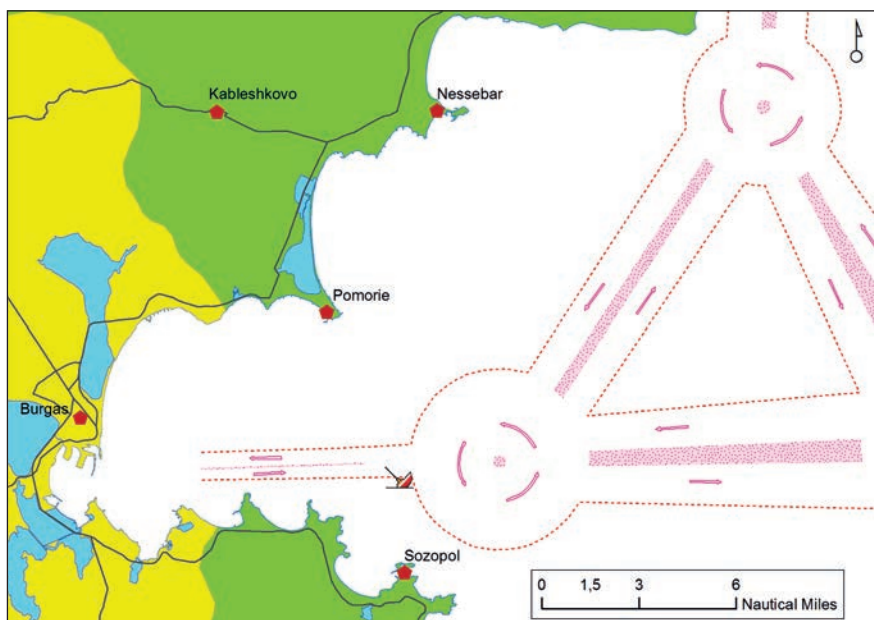 Kableshkovo
Nessebar
Pomorie
Burgas
Sozopol
0 1,5 3 6
Nautical Miles